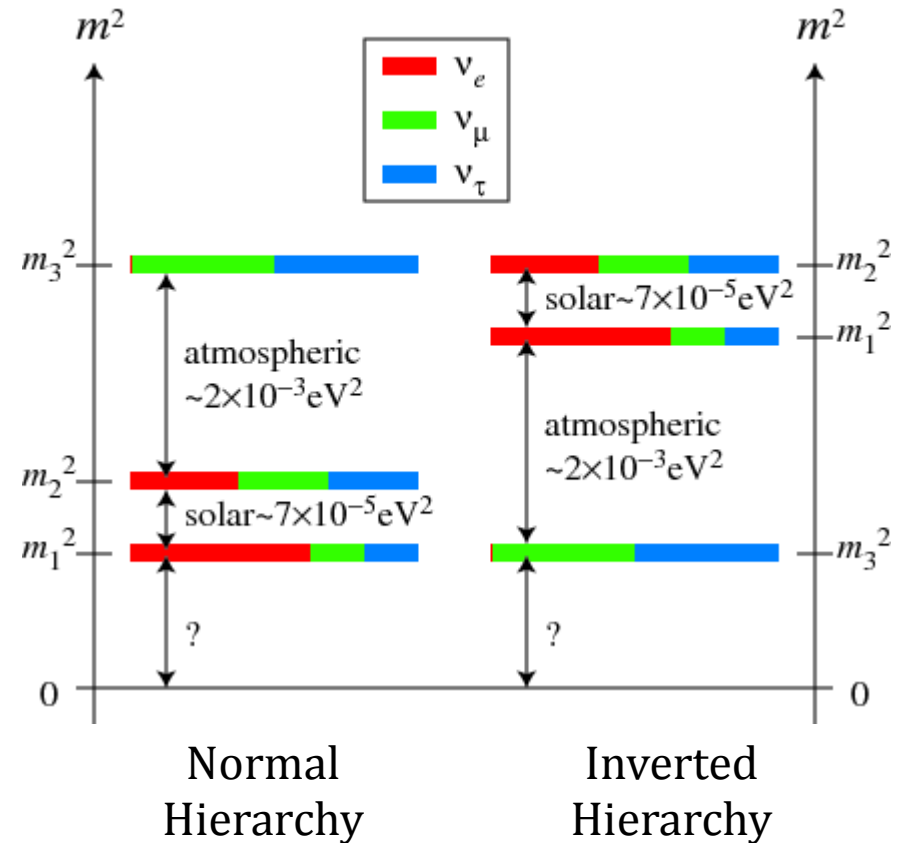 m²
m²
νₑ
ν_μ
ν_τ
m₃²
atmospheric
~2×10⁻³eV²
m₂²
solar~7×10⁻⁵eV²
m₁²
?
0
m₂²
solar~7×10⁻⁵eV²
m₁²
atmospheric
~2×10⁻³eV²
m₃²
?
0
Normal
Hierarchy
Inverted
Hierarchy